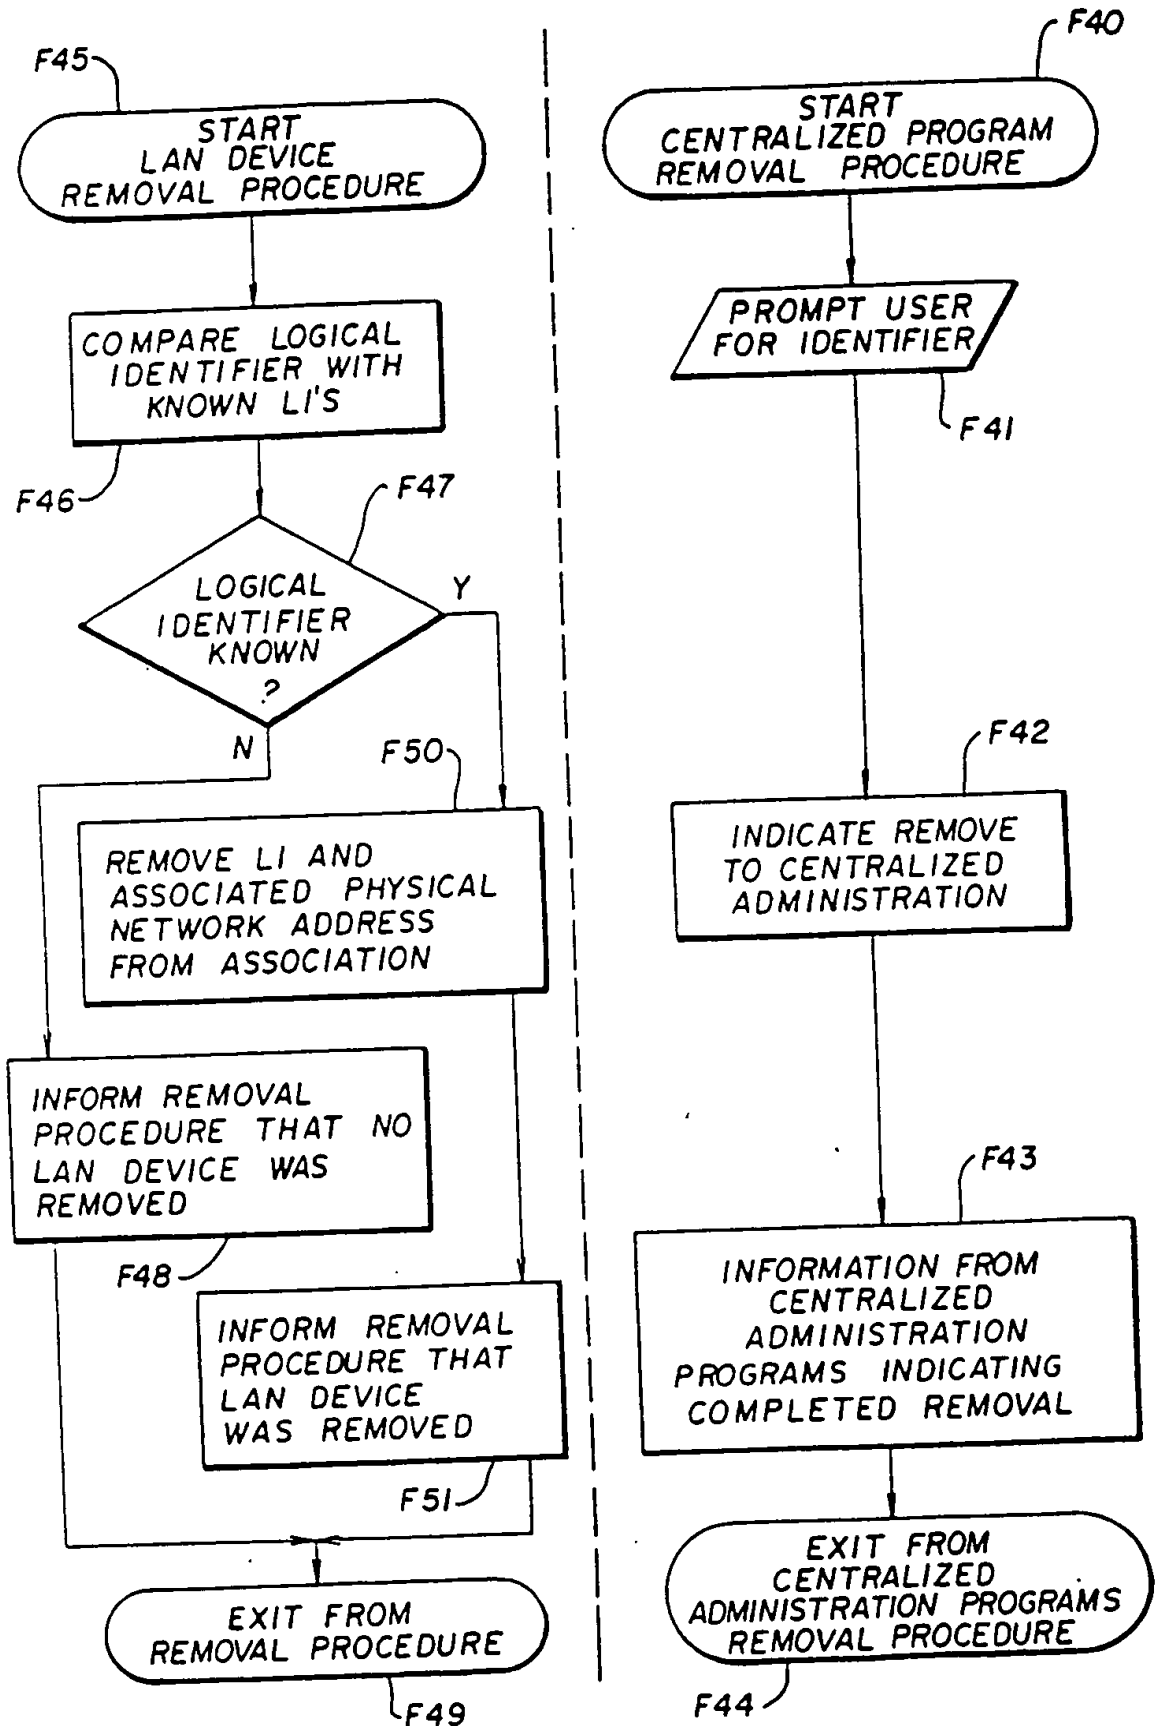 F45
START
LAN DEVICE
REMOVAL PROCEDURE
COMPARE LOGICAL
IDENTIFIER WITH
KNOWN LI'S
F46
F47
LOGICAL
IDENTIFIER
KNOWN
?
Y
N
F50
REMOVE LI AND
ASSOCIATED PHYSICAL
NETWORK ADDRESS
FROM ASSOCIATION
INFORM REMOVAL
PROCEDURE THAT NO
LAN DEVICE WAS
REMOVED
F48
INFORM REMOVAL
PROCEDURE THAT
LAN DEVICE
WAS REMOVED
F51
EXIT FROM
REMOVAL PROCEDURE
F49
F40
START
CENTRALIZED PROGRAM
REMOVAL PROCEDURE
PROMPT USER
FOR IDENTIFIER
F41
F42
INDICATE REMOVE
TO CENTRALIZED
ADMINISTRATION
F43
INFORMATION FROM
CENTRALIZED
ADMINISTRATION
PROGRAMS INDICATING
COMPLETED REMOVAL
EXIT FROM
CENTRALIZED
ADMINISTRATION PROGRAMS
REMOVAL PROCEDURE
F44